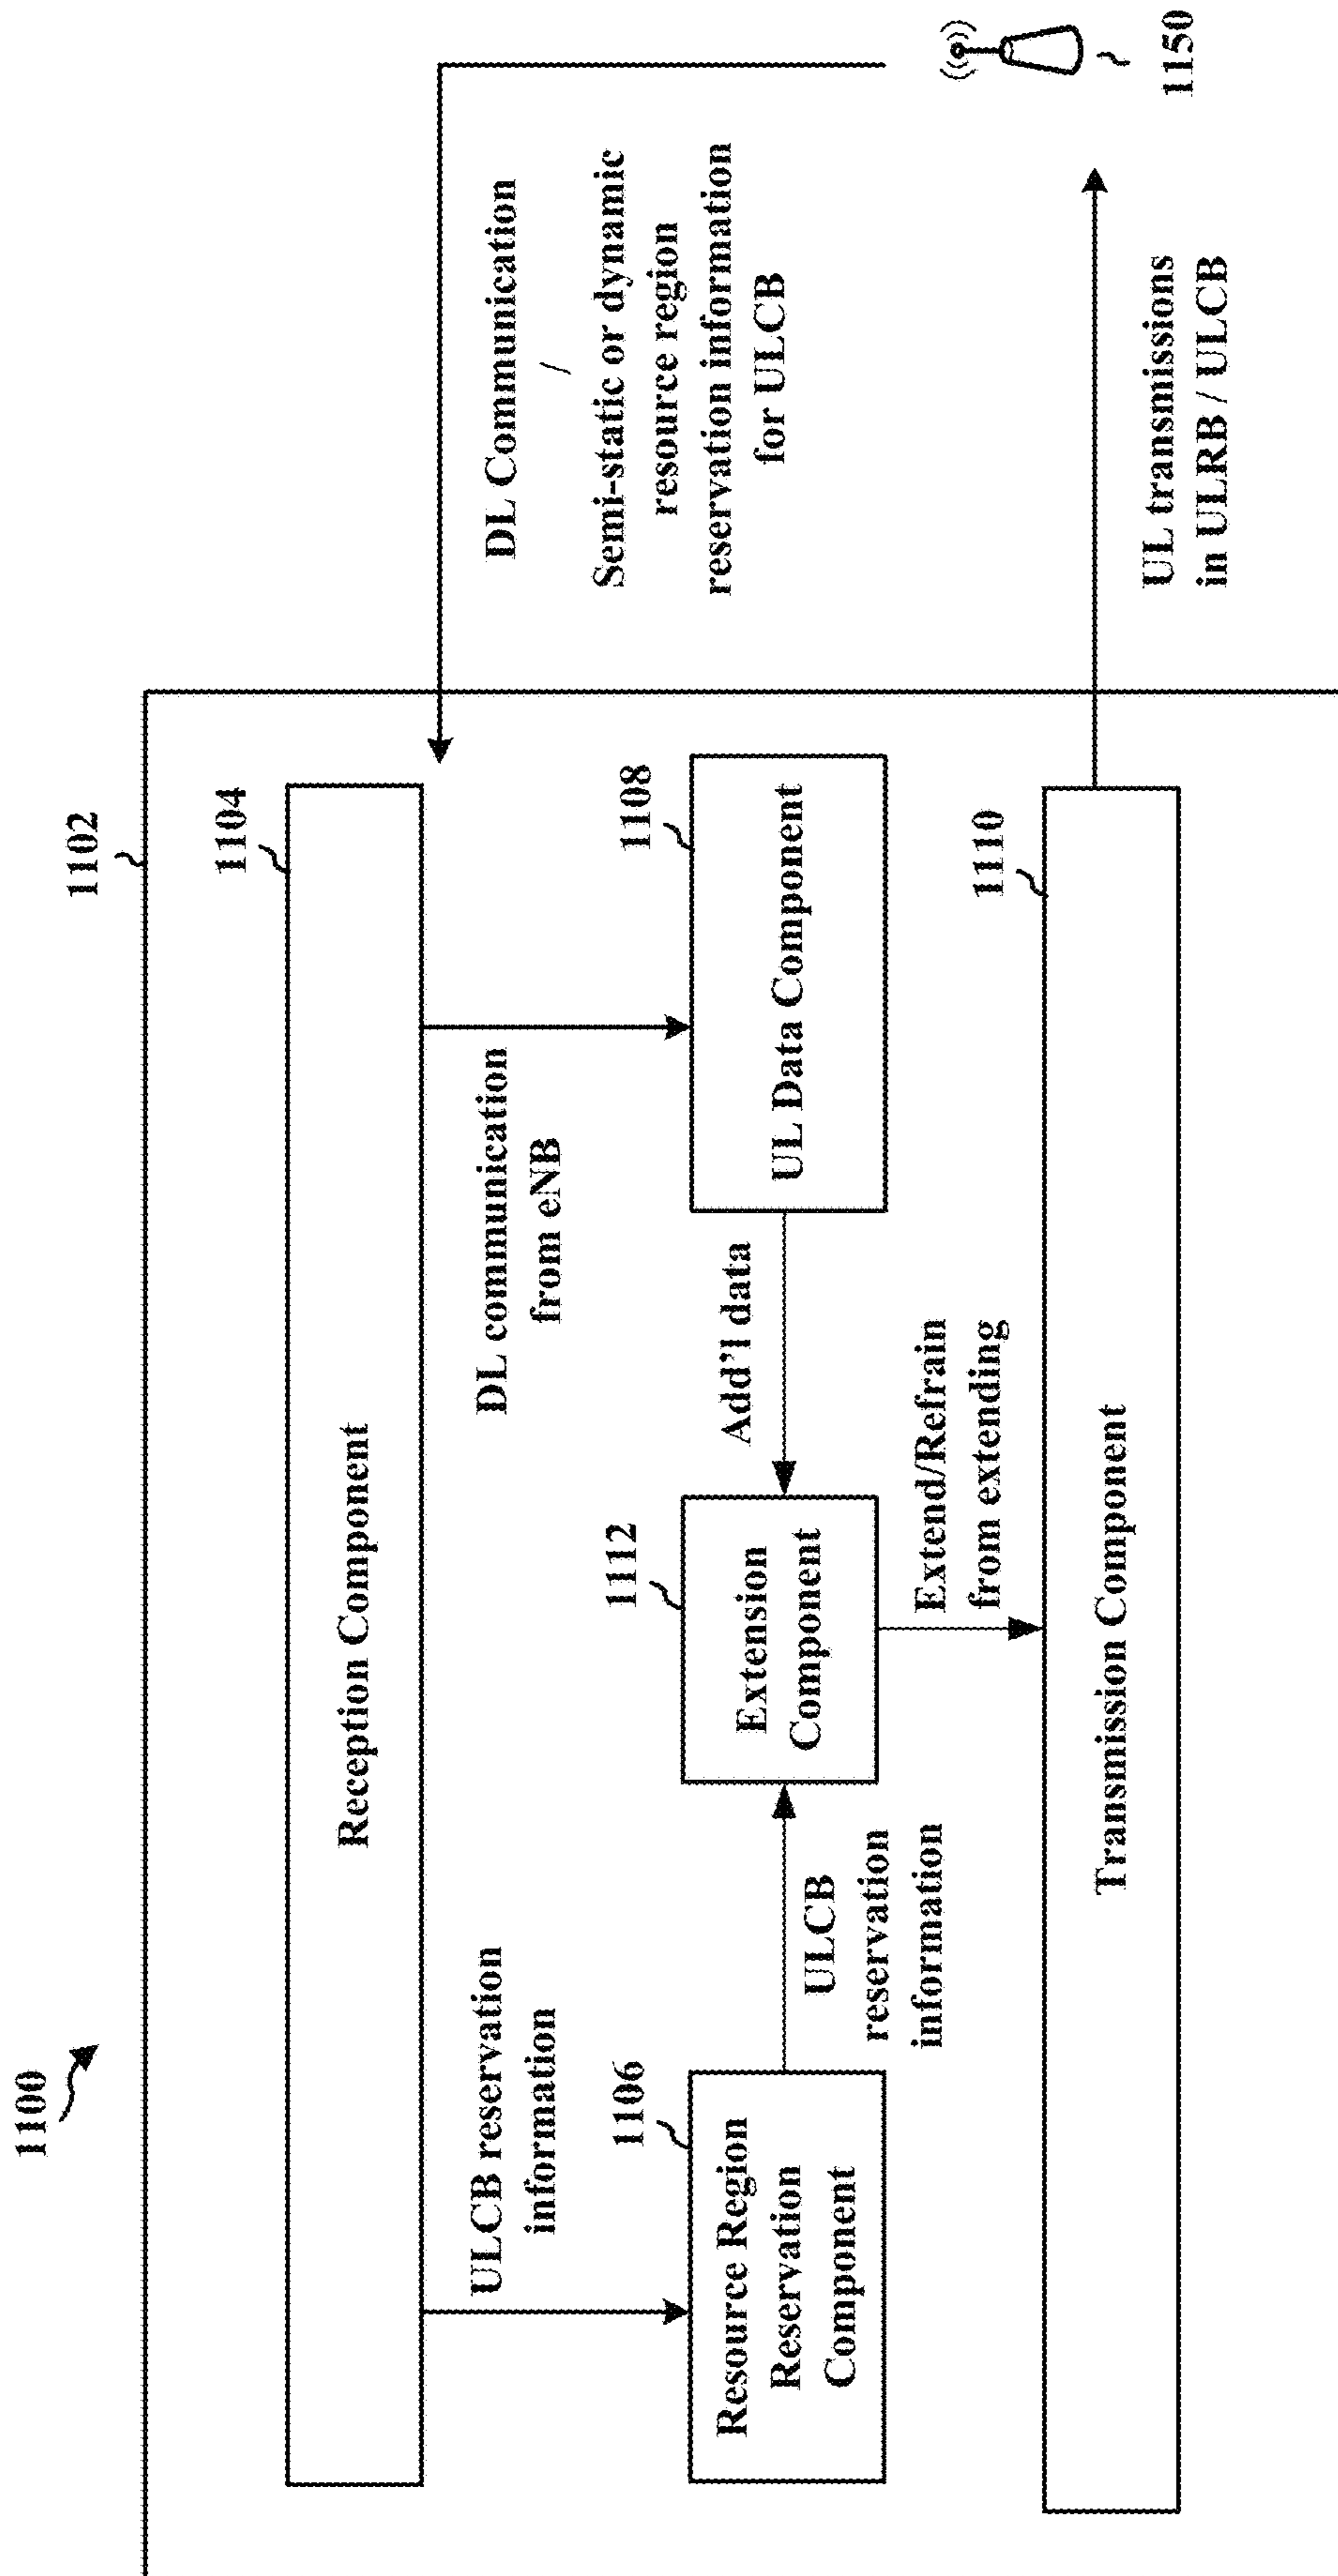 1100
1102
1104
Reception Component
DL Communication
/
Semi-static or dynamic
resource region
reservation information
for ULCB
1150
ULCB reservation
information
DL communication
from eNB
1106
Resource Region
Reservation
Component
ULCB
reservation
information
1112
Extension
Component
Add'l data
1108
UL Data Component
Extend/Refrain
from extending
1110
Transmission Component
UL transmissions
in ULRB / ULCB